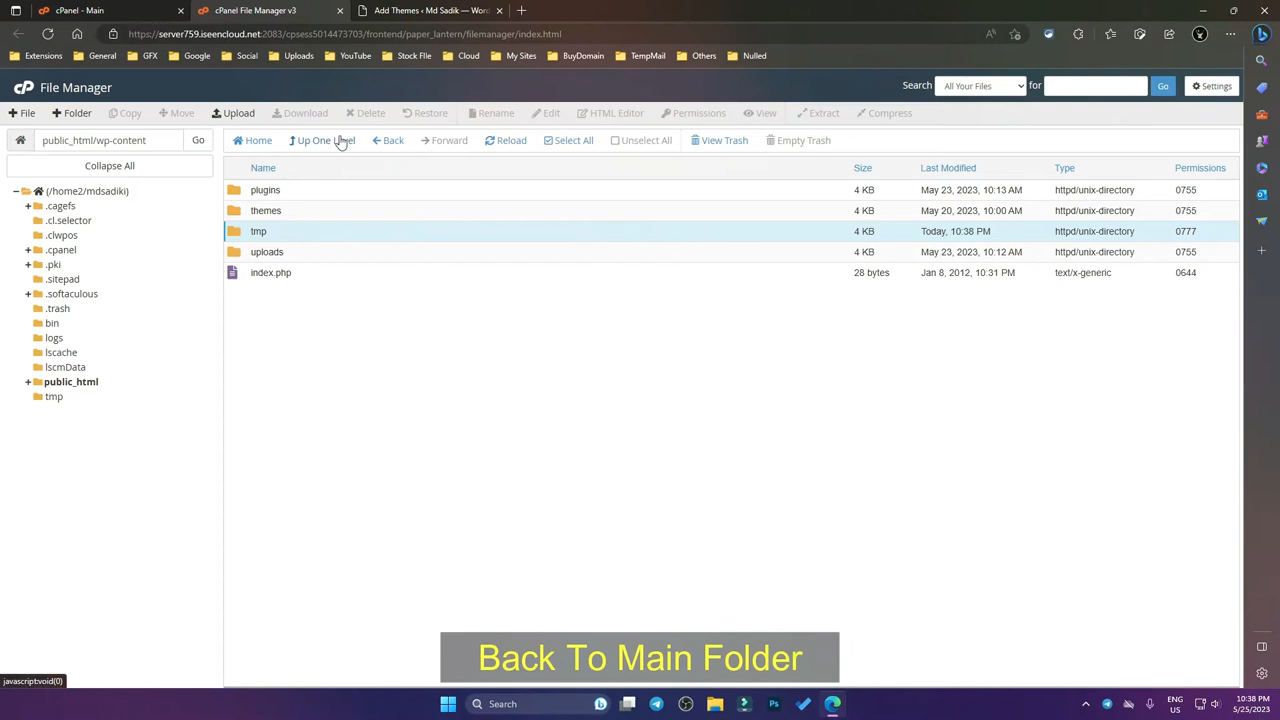 cPanel - Main
cPanel File Manager v3
Add Themes ‹ Md Sadik — Wor
https://server759.iseencloud.net:2083/cpsess5014473703/frontend/paper_lantern/filemanager/index.html
Extensions General GFX Google Social Uploads YouTube Stock FIle Cloud My Sites BuyDomain TempMail Others Nulled
cP File Manager
Search All Your Files for Go Settings
+ File + Folder Copy Move Upload Download Delete Restore Rename Edit HTML Editor Permissions View Extract Compress
public_html/wp-content Go
Home Up One Level Back Forward Reload Select All Unselect All View Trash Empty Trash
Collapse All
Name Size Last Modified Type Permissions
(/home2/mdsadiki)
.cagefs
.cl.selector
.clwpos
.cpanel
.pki
.sitepad
.softaculous
.trash
bin
logs
lscache
lscmData
public_html
tmp
plugins 4 KB May 23, 2023, 10:13 AM httpd/unix-directory 0755
themes 4 KB May 20, 2023, 10:00 AM httpd/unix-directory 0755
tmp 4 KB Today, 10:38 PM httpd/unix-directory 0777
uploads 4 KB May 23, 2023, 10:12 AM httpd/unix-directory 0755
index.php 28 bytes Jan 8, 2012, 10:31 PM text/x-generic 0644
Back To Main Folder
javascript:void(0)
Search
Ps
ENG
US
10:38 PM
5/25/2023